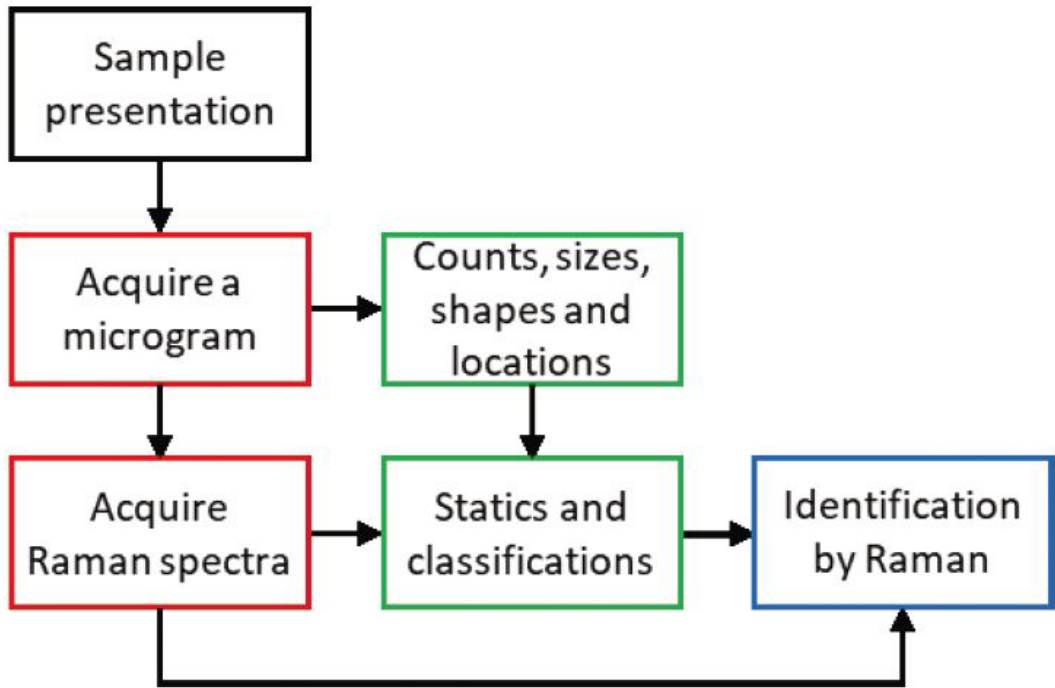 Sample
presentation
Acquire a
microgram
Counts, sizes,
shapes and
locations
Acquire
Raman spectra
Statics and
classifications
Identification
by Raman